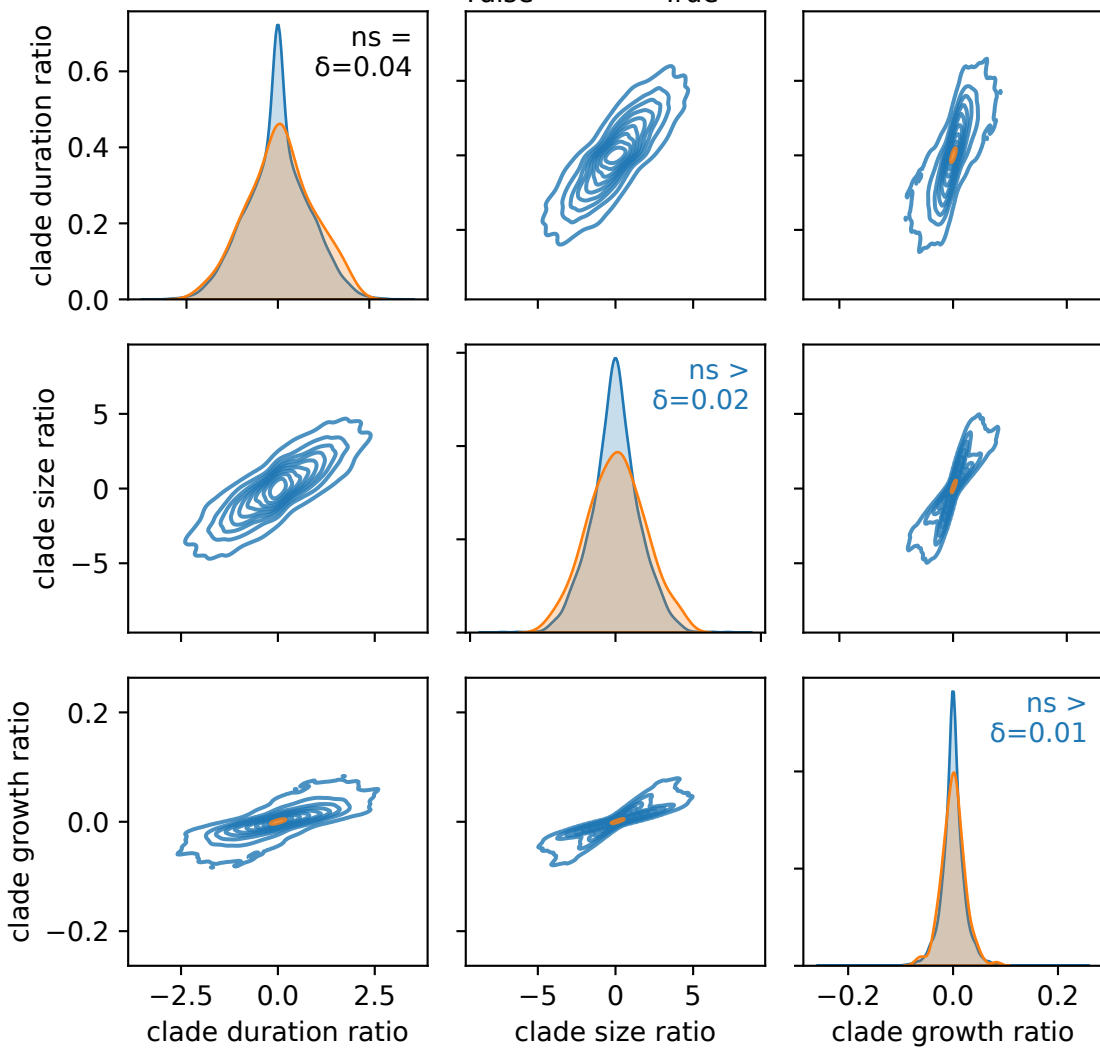 clade duration ratio
0.6
0.4
0.2
0.0
ns =
δ=0.04
clade size ratio
5
0
−5
ns >
δ=0.02
clade growth ratio
0.2
0.0
−0.2
ns >
δ=0.01
−2.5 0.0 2.5
−5 0 5
−0.2 0.0 0.2
clade duration ratio
clade size ratio
clade growth ratio